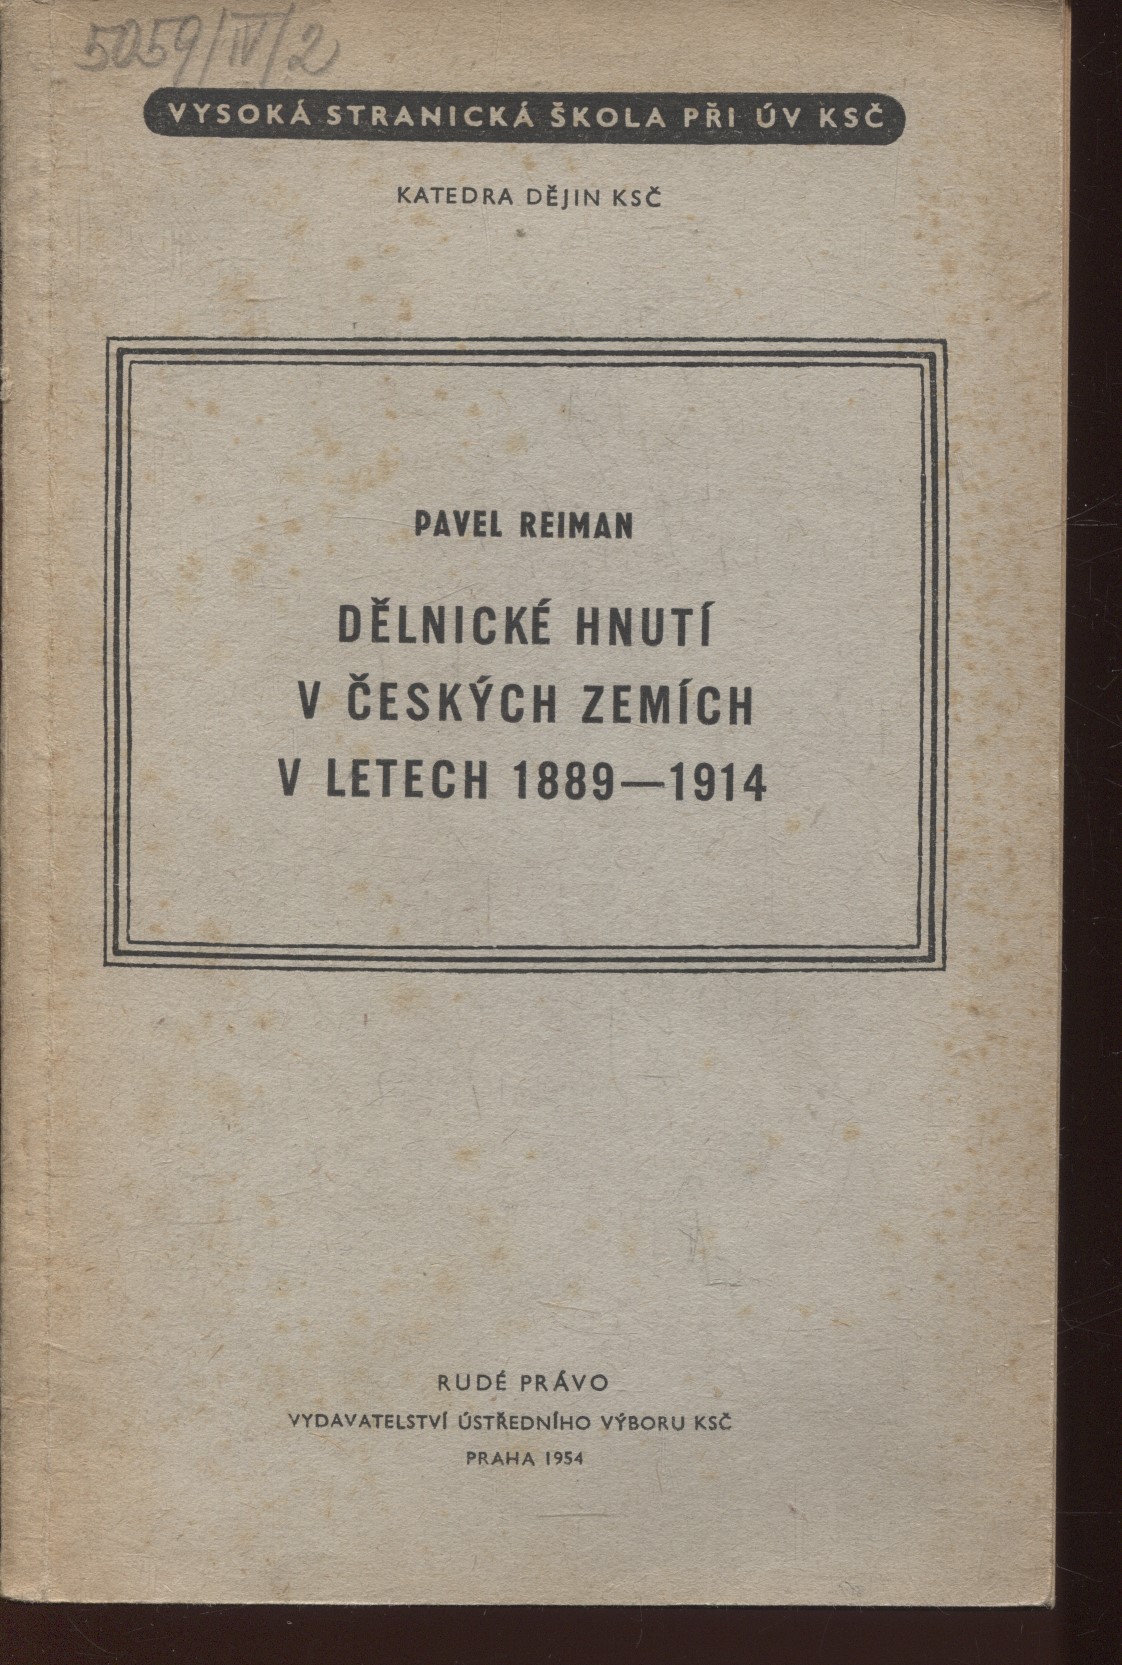 5059/IV/2
VYSOKÁ STRANICKÁ ŠKOLA PŘI ÚV KSČ
KATEDRA DĚJIN KSČ
PAVEL REIMAN
DĚLNICKÉ HNUTÍ
V ČESKÝCH ZEMÍCH
V LETECH 1889—1914
RUDÉ PRÁVO
VYDAVATELSTVÍ ÚSTŘEDNÍHO VÝBORU KSČ
PRAHA 1954